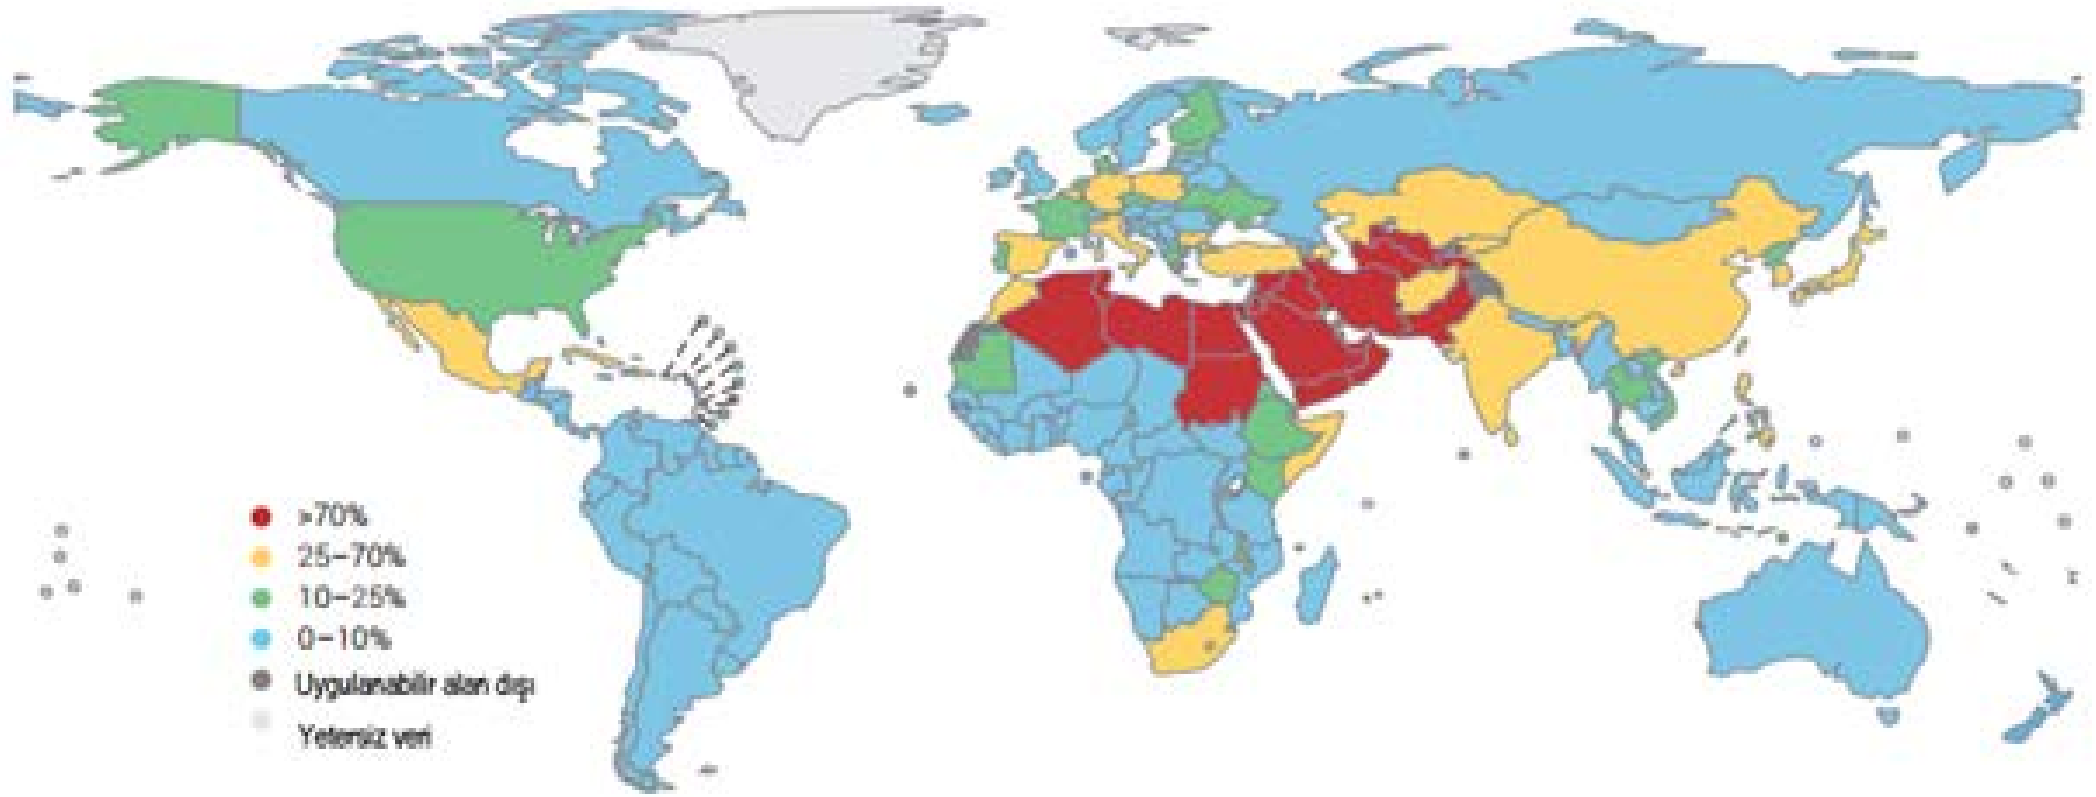 >70%
25–70%
10–25%
0–10%
Uygulanabilir alan dışı
Yetersiz veri